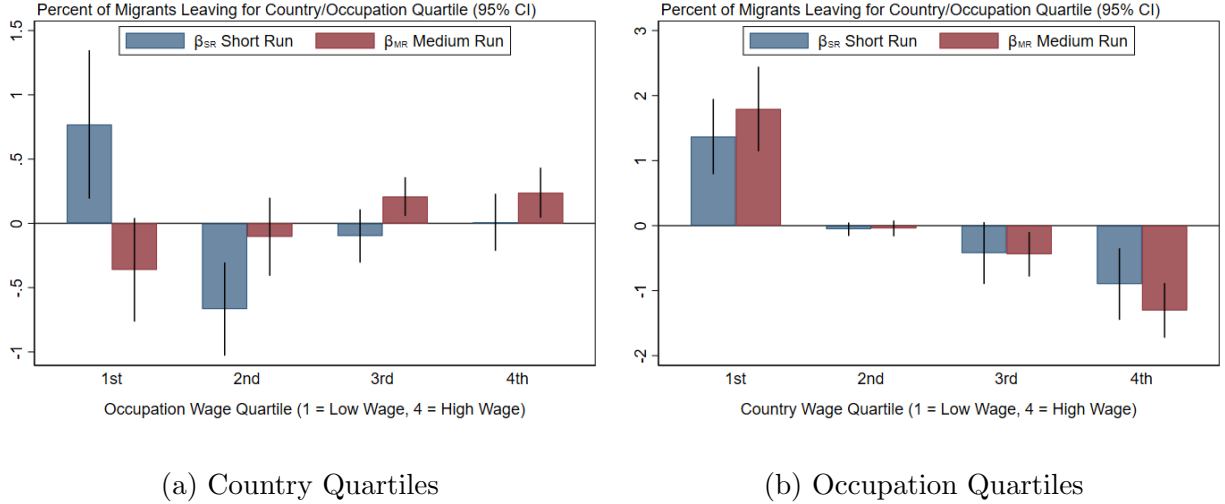 Percent of Migrants Leaving for Country/Occupation Quartile (95% CI)
βSR Short Run βMR Medium Run
1.5
1
.5
0
-.5
-1
1st 2nd 3rd 4th
Occupation Wage Quartile (1 = Low Wage, 4 = High Wage)
(a) Country Quartiles
Percent of Migrants Leaving for Country/Occupation Quartile (95% CI)
βSR Short Run βMR Medium Run
3
2
1
0
-1
-2
1st 2nd 3rd 4th
Country Wage Quartile (1 = Low Wage, 4 = High Wage)
(b) Occupation Quartiles